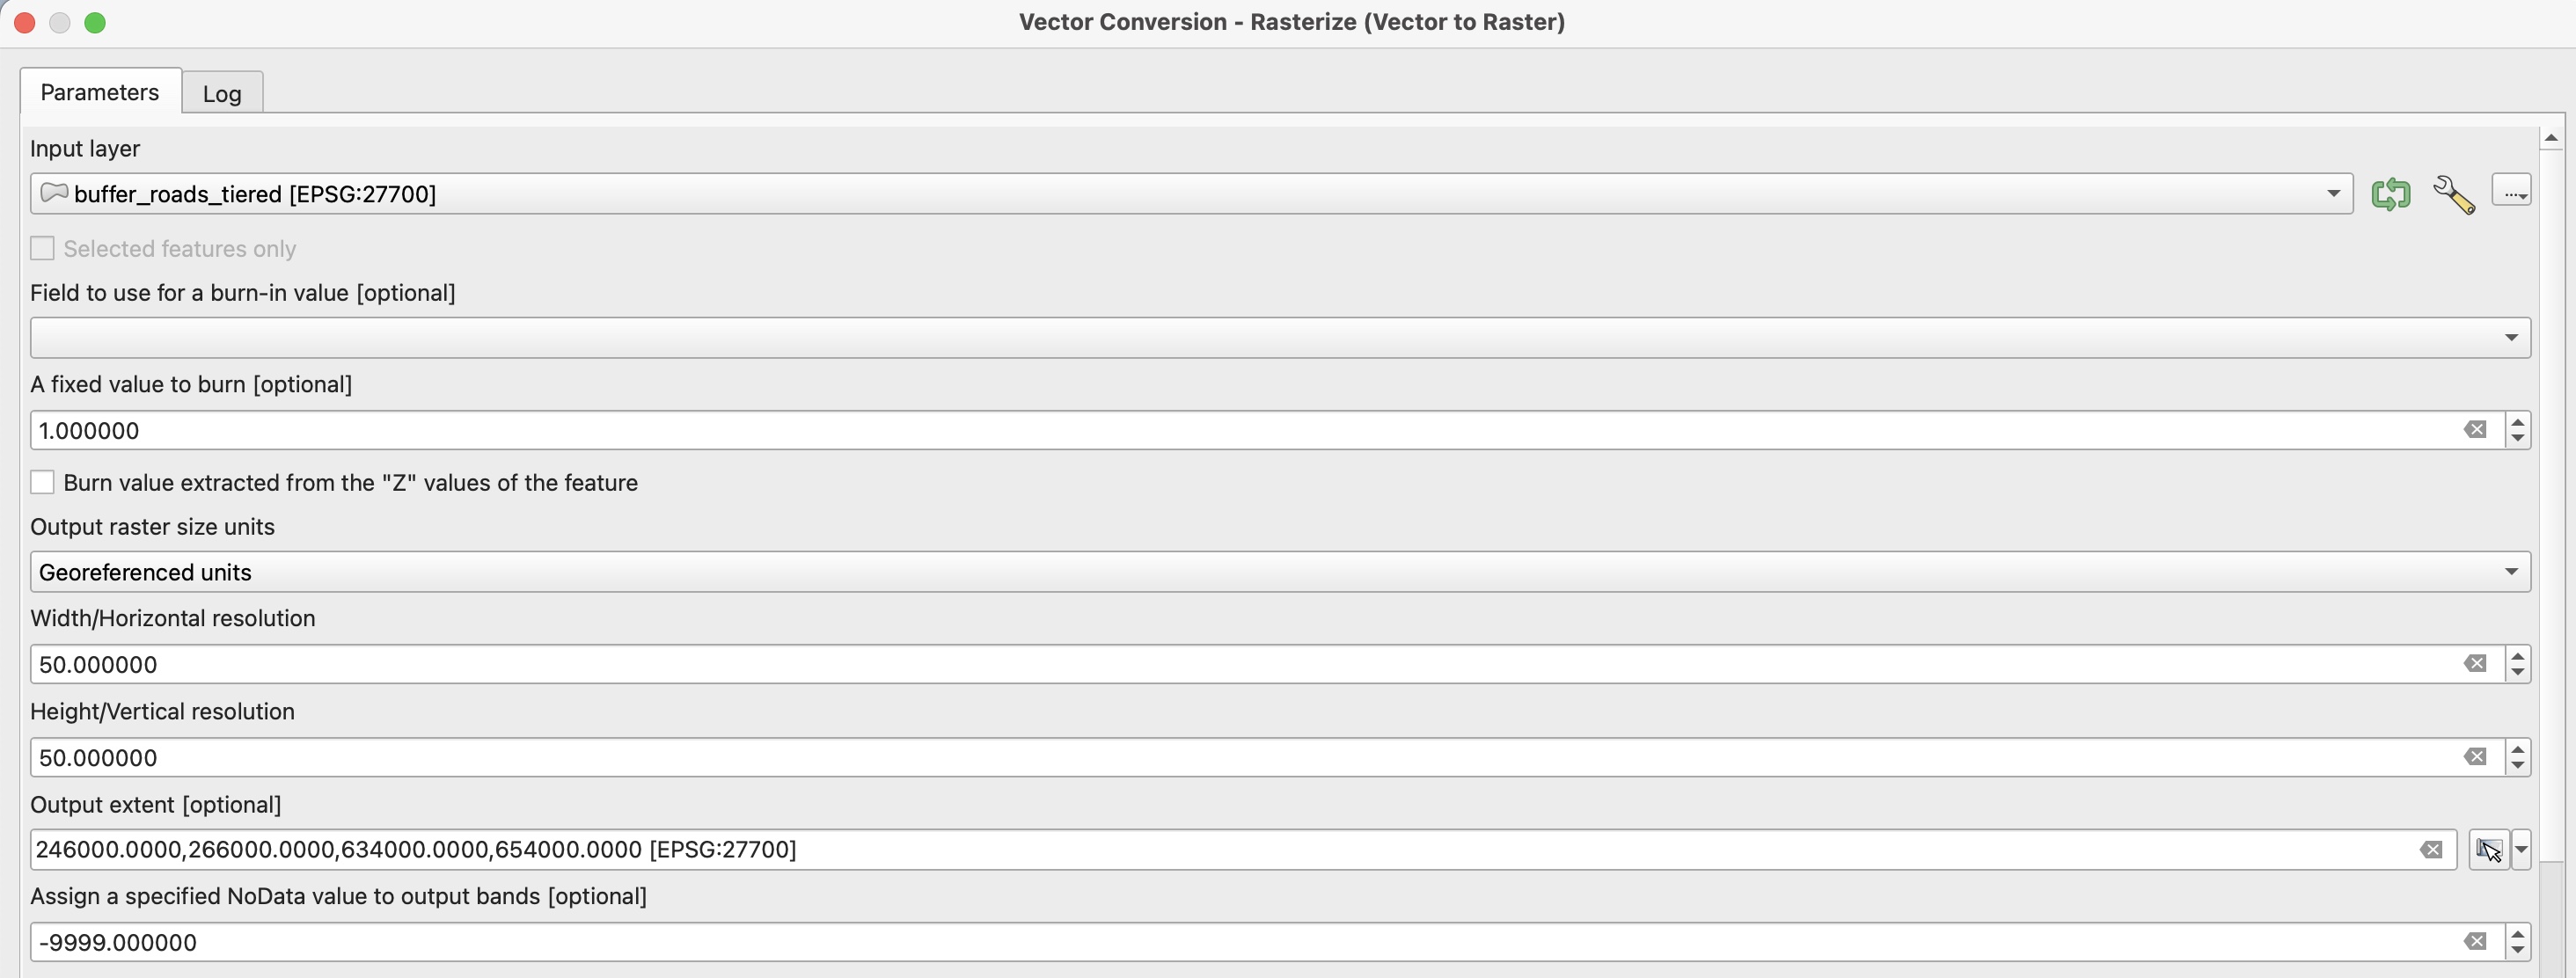 Vector Conversion - Rasterize (Vector to Raster)
Parameters
Log
Input layer
buffer_roads_tiered [EPSG:27700]
...
Selected features only
Field to use for a burn-in value [optional]
A fixed value to burn [optional]
1.000000
Burn value extracted from the "Z" values of the feature
Output raster size units
Georeferenced units
Width/Horizontal resolution
50.000000
Height/Vertical resolution
50.000000
Output extent [optional]
246000.0000,266000.0000,634000.0000,654000.0000 [EPSG:27700]
Assign a specified NoData value to output bands [optional]
-9999.000000